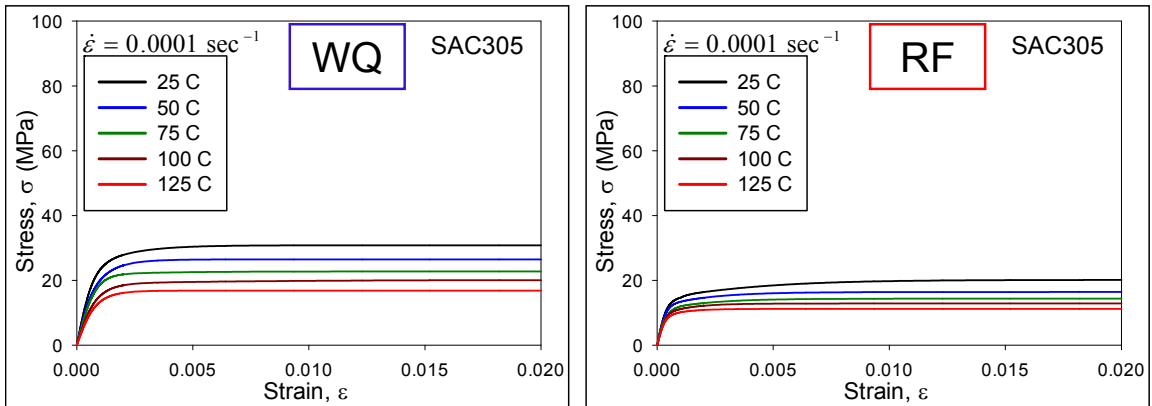 ε̇ = 0.0001 sec⁻¹
WQ
SAC305
25 C
50 C
75 C
100 C
125 C
Stress, σ (MPa)
100
80
60
40
20
0
0.000
0.005
0.010
0.015
0.020
Strain, ε
ε̇ = 0.0001 sec⁻¹
RF
SAC305
25 C
50 C
75 C
100 C
125 C
Stress, σ (MPa)
100
80
60
40
20
0
0.000
0.005
0.010
0.015
0.020
Strain, ε